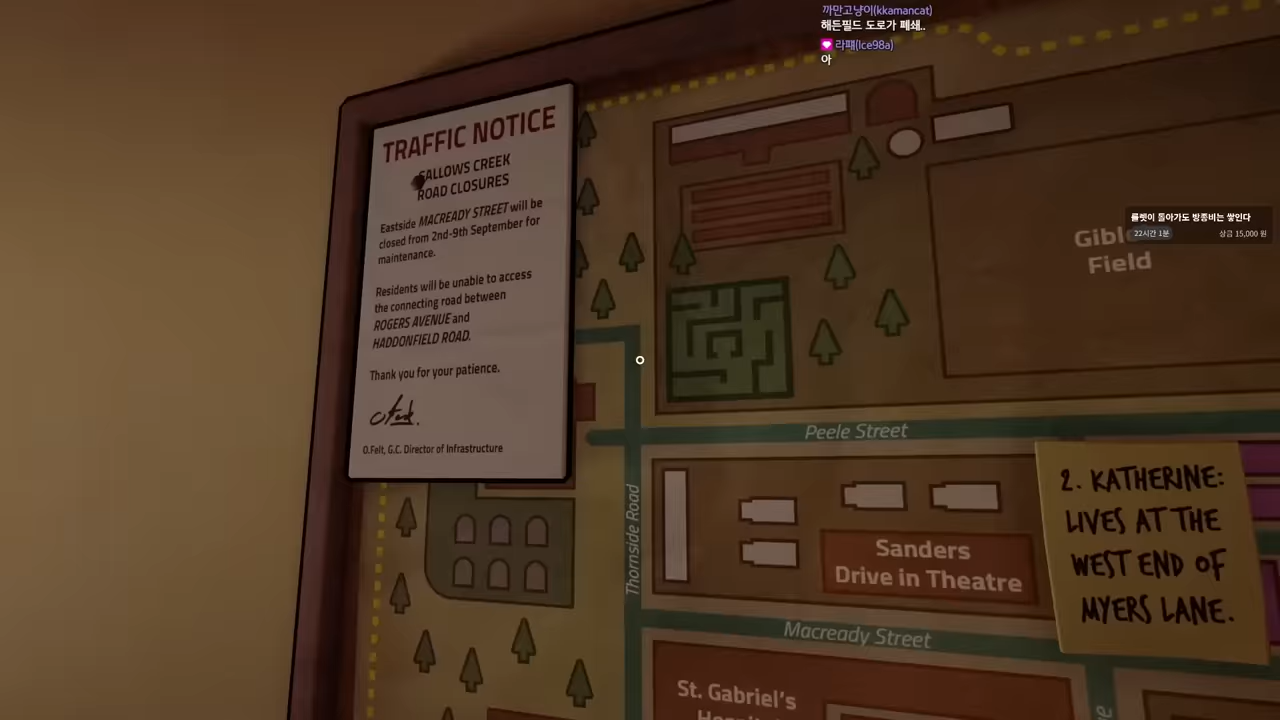 까만고냥이(kkamancat)
해든필드 도로가 폐쇄..
라떄(Ice98a)
아
TRAFFIC NOTICE
GALLOWS CREEK
ROAD CLOSURES
Eastside MACREADY STREET will be
closed from 2nd-9th September for
maintenance.
Residents will be unable to access
the connecting road between
ROGERS AVENUE and
HADDONFIELD ROAD.
Thank you for your patience.
O.Felt, G.C. Director of Infrastructure
룰렛이 돌아가도 방종비는 쌓인다
22시간 1분
상금 15,000 원
Field
Peele Street
Thornside Road
Sanders
Drive in Theatre
Macready Street
St. Gabriel's
2. KATHERINE:
LIVES AT THE
WEST END OF
MYERS LANE.